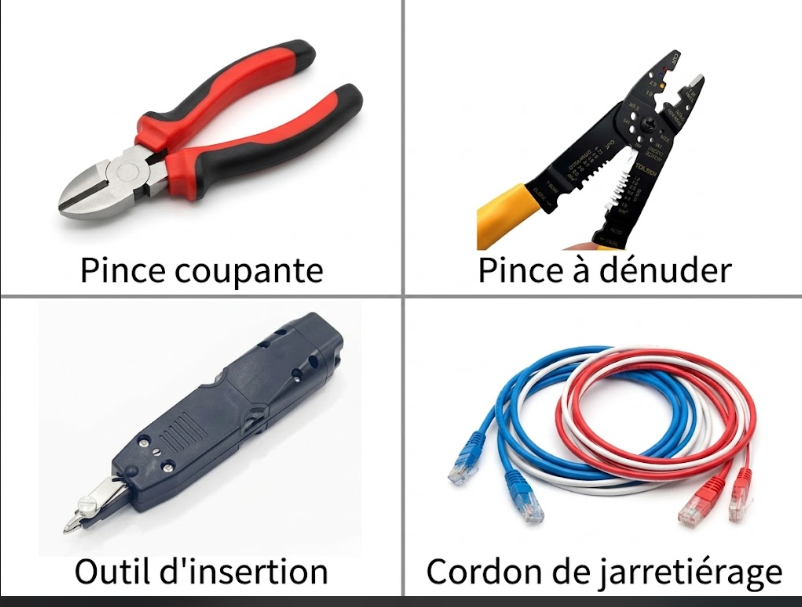 Pince coupante
Pince à dénuder
Outil d'insertion
Cordon de jarretiérage